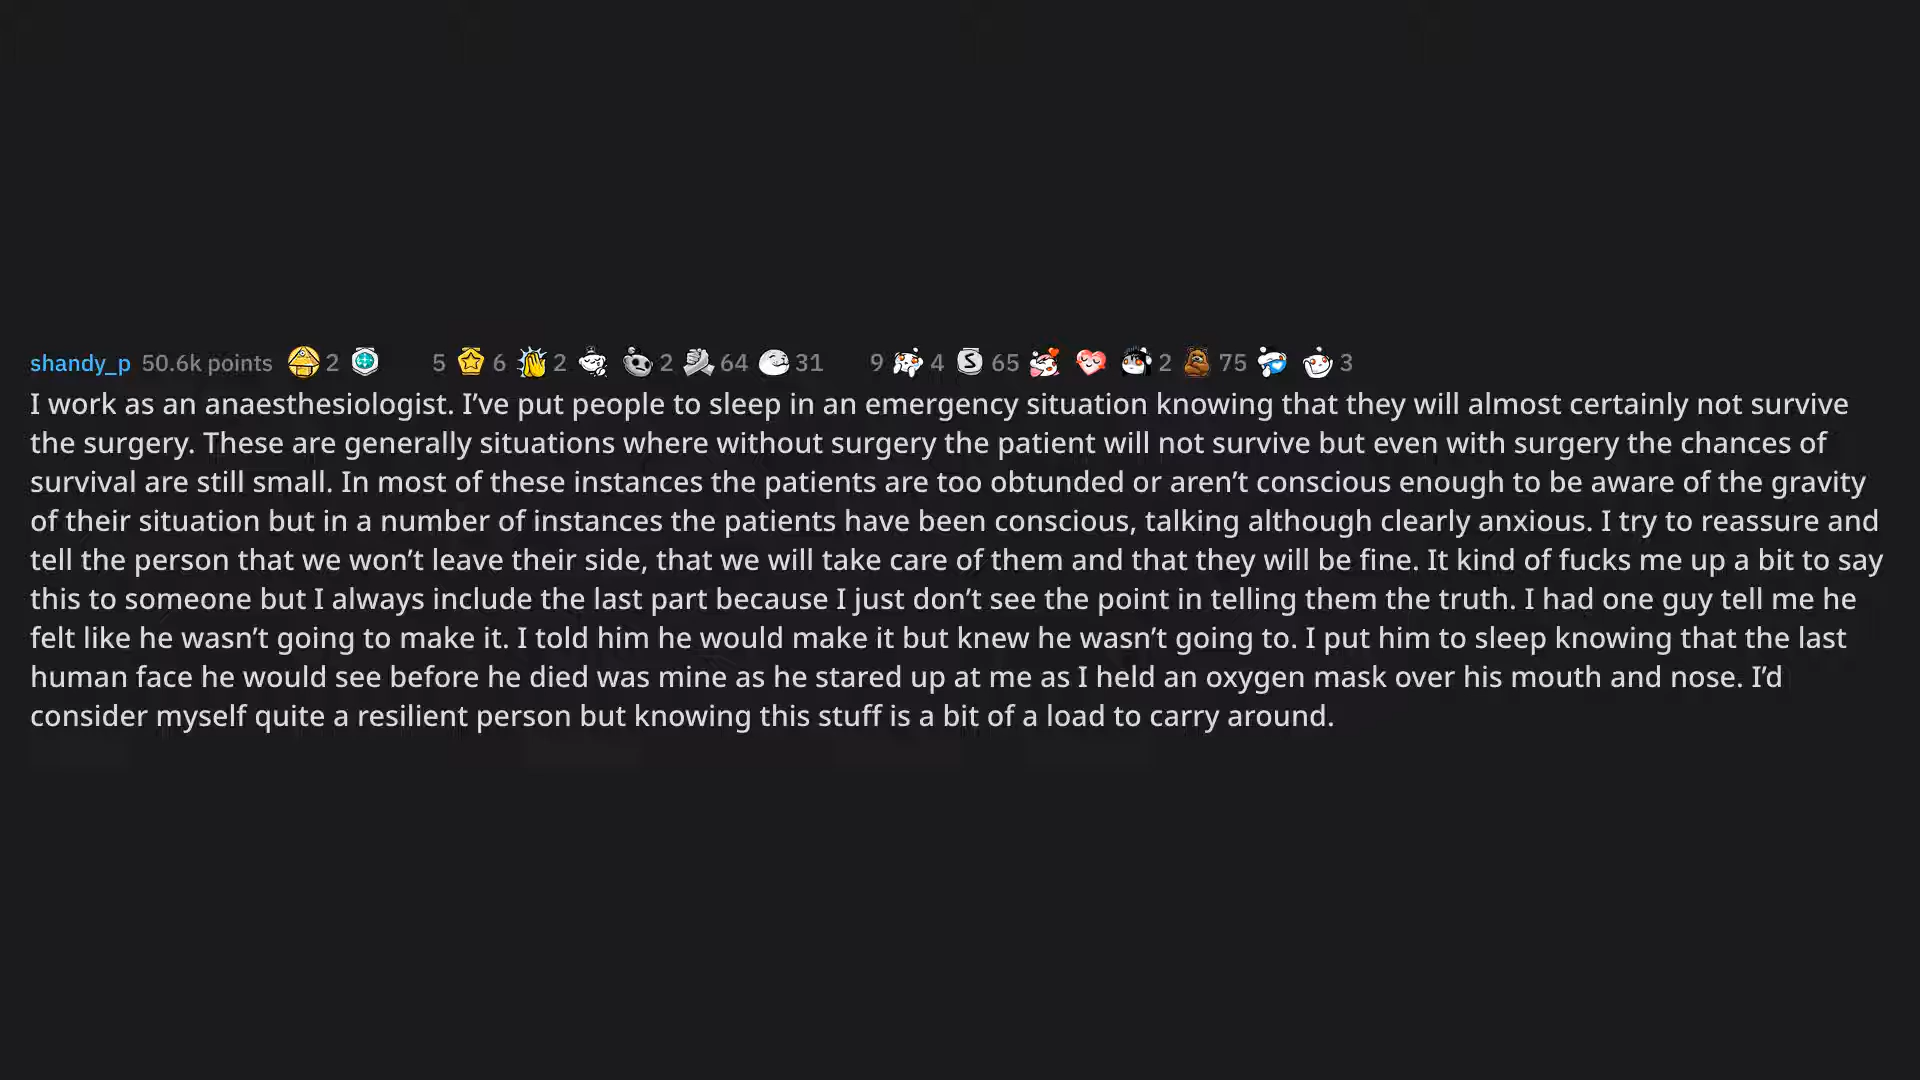 shandy_p 50.6k points 2 5 6 2 2 64 31 9 4 65 2 75 3
I work as an anaesthesiologist. I’ve put people to sleep in an emergency situation knowing that they will almost certainly not survive
the surgery. These are generally situations where without surgery the patient will not survive but even with surgery the chances of
survival are still small. In most of these instances the patients are too obtunded or aren’t conscious enough to be aware of the gravity
of their situation but in a number of instances the patients have been conscious, talking although clearly anxious. I try to reassure and
tell the person that we won’t leave their side, that we will take care of them and that they will be fine. It kind of fucks me up a bit to say
this to someone but I always include the last part because I just don’t see the point in telling them the truth. I had one guy tell me he
felt like he wasn’t going to make it. I told him he would make it but knew he wasn’t going to. I put him to sleep knowing that the last
human face he would see before he died was mine as he stared up at me as I held an oxygen mask over his mouth and nose. I’d
consider myself quite a resilient person but knowing this stuff is a bit of a load to carry around.